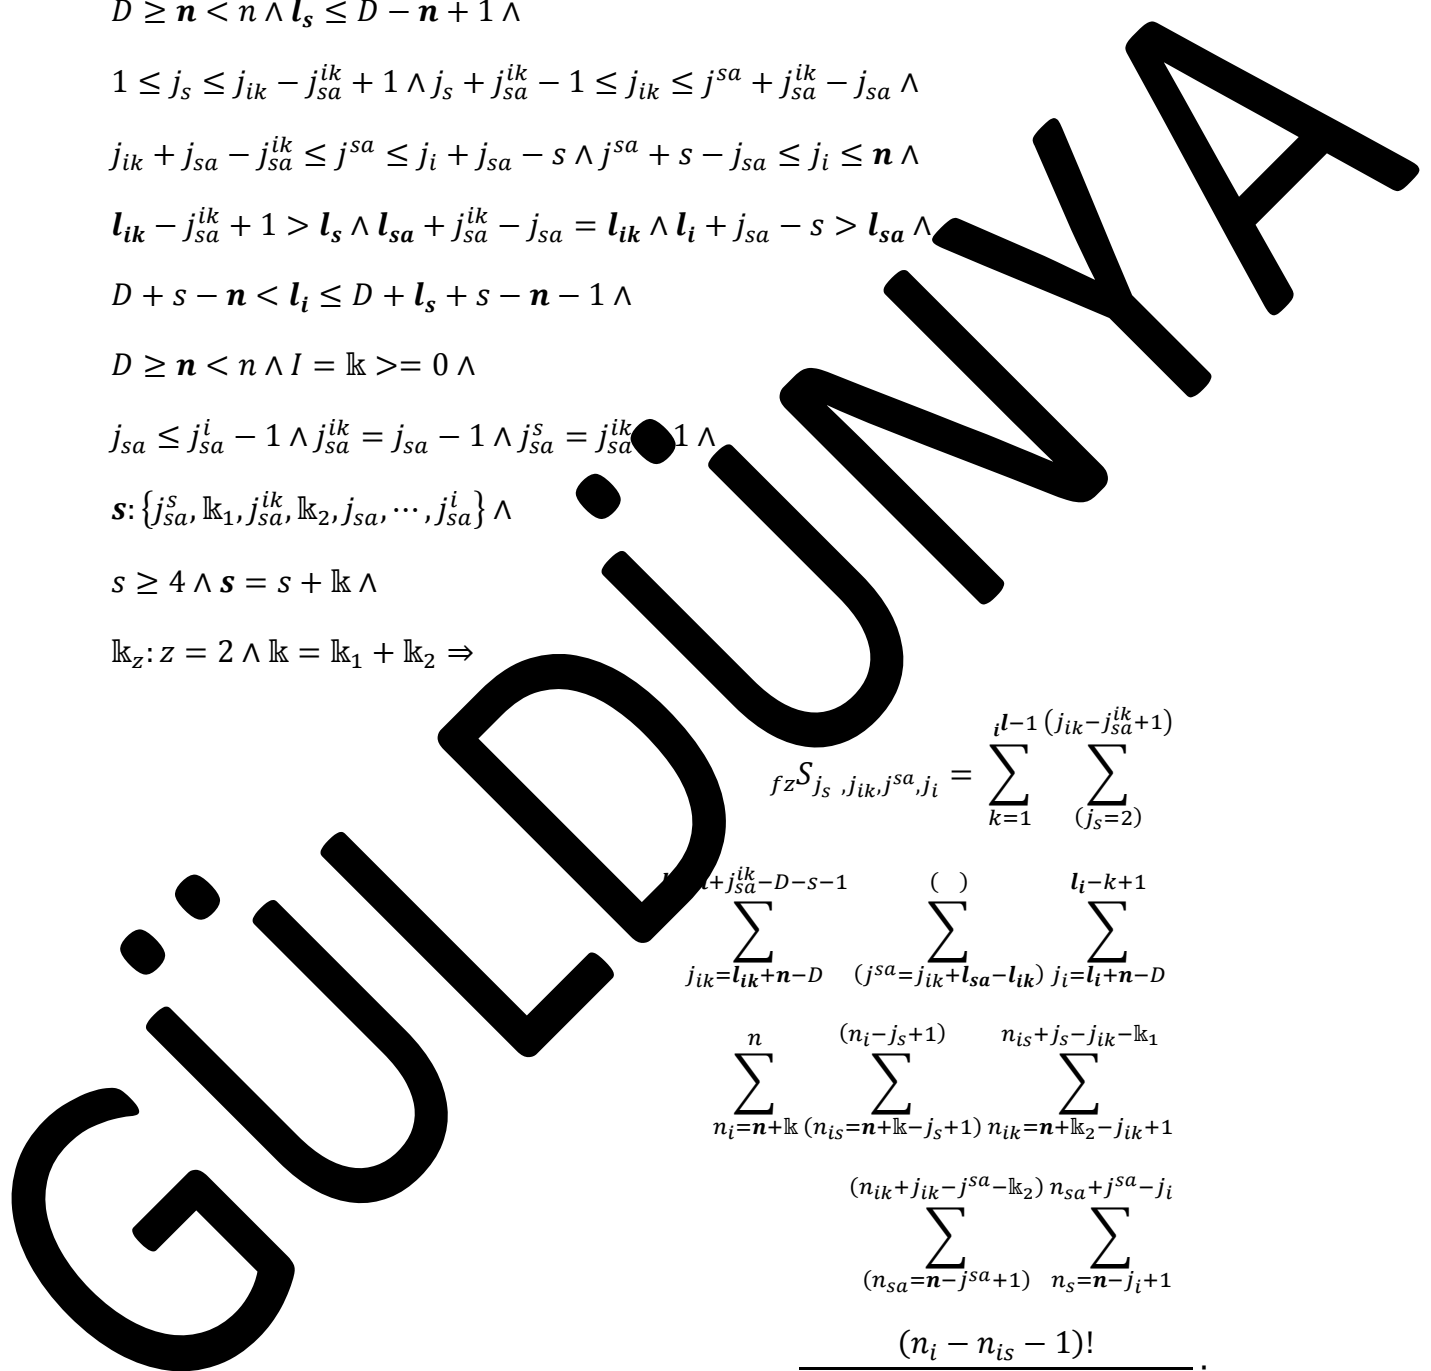 D ≥ n < n ∧ l_s ≤ D − n + 1 ∧
1 ≤ j_s ≤ j_{ik} − j_{sa}^{ik} + 1 ∧ j_s + j_{sa}^{ik} − 1 ≤ j_{ik} ≤ j^{sa} + j_{sa}^{ik} − j_{sa} ∧
j_{ik} + j_{sa} − j_{sa}^{ik} ≤ j^{sa} ≤ j_i + j_{sa} − s ∧ j^{sa} + s − j_{sa} ≤ j_i ≤ n ∧
l_{ik} − j_{sa}^{ik} + 1 > l_s ∧ l_{sa} + j_{sa}^{ik} − j_{sa} = l_{ik} ∧ l_i + j_{sa} − s > l_{sa} ∧
D + s − n < l_i ≤ D + l_s + s − n − 1 ∧
D ≥ n < n ∧ I = 𝕜 >= 0 ∧
j_{sa} ≤ j_{sa}^{i} − 1 ∧ j_{sa}^{ik} = j_{sa} − 1 ∧ j_{sa}^{s} = j_{sa}^{ik} 1 ∧
s: {j_{sa}^{s}, 𝕜_1, j_{sa}^{ik}, 𝕜_2, j_{sa}, ⋯, j_{sa}^{i}} ∧
s ≥ 4 ∧ s = s + 𝕜 ∧
𝕜_z: z = 2 ∧ 𝕜 = 𝕜_1 + 𝕜_2 ⇒
_{fz}S_{j_s ,j_{ik},j^{sa},j_i} = ∑_{k=1}^{_{i}l−1} ∑_{(j_s=2)}^{(j_{ik}−j_{sa}^{ik}+1)}
∑_{j_{ik}=l_{ik}+n−D}^{+j_{sa}^{ik}−D−s−1} ∑_{(j^{sa}=j_{ik}+l_{sa}−l_{ik})}^{( )} ∑_{j_i=l_i+n−D}^{l_i−k+1}
∑_{n_i=n+𝕜}^{n} ∑_{(n_{is}=n+𝕜−j_s+1)}^{(n_i−j_s+1)} ∑_{n_{ik}=n+𝕜_2−j_{ik}+1}^{n_{is}+j_s−j_{ik}−𝕜_1}
∑_{(n_{sa}=n−j^{sa}+1)}^{(n_{ik}+j_{ik}−j^{sa}−𝕜_2)} ∑_{n_s=n−j_i+1}^{n_{sa}+j^{sa}−j_i}
(n_i − n_{is} − 1)! .
GÜLDÜNYA